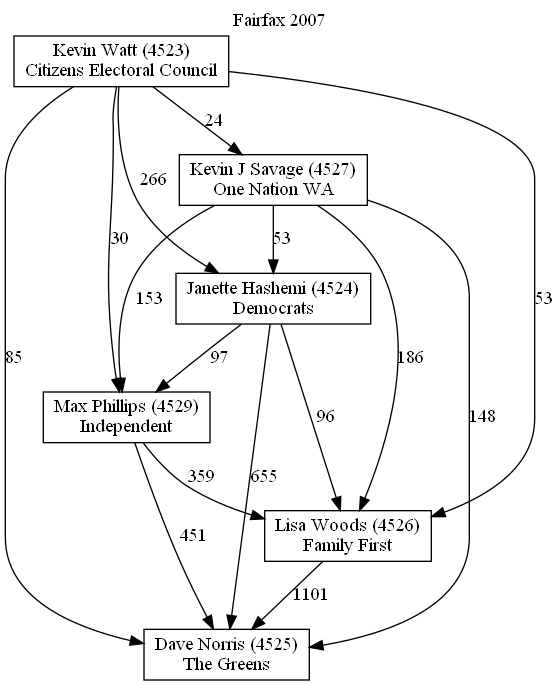 Fairfax 2007
Kevin Watt (4523)
Citizens Electoral Council
24
Kevin J Savage (4527)
One Nation WA
266
30
53
153
Janette Hashemi (4524)
Democrats
53
85
97
186
Max Phillips (4529)
Independent
96
148
359
655
451
Lisa Woods (4526)
Family First
1101
Dave Norris (4525)
The Greens